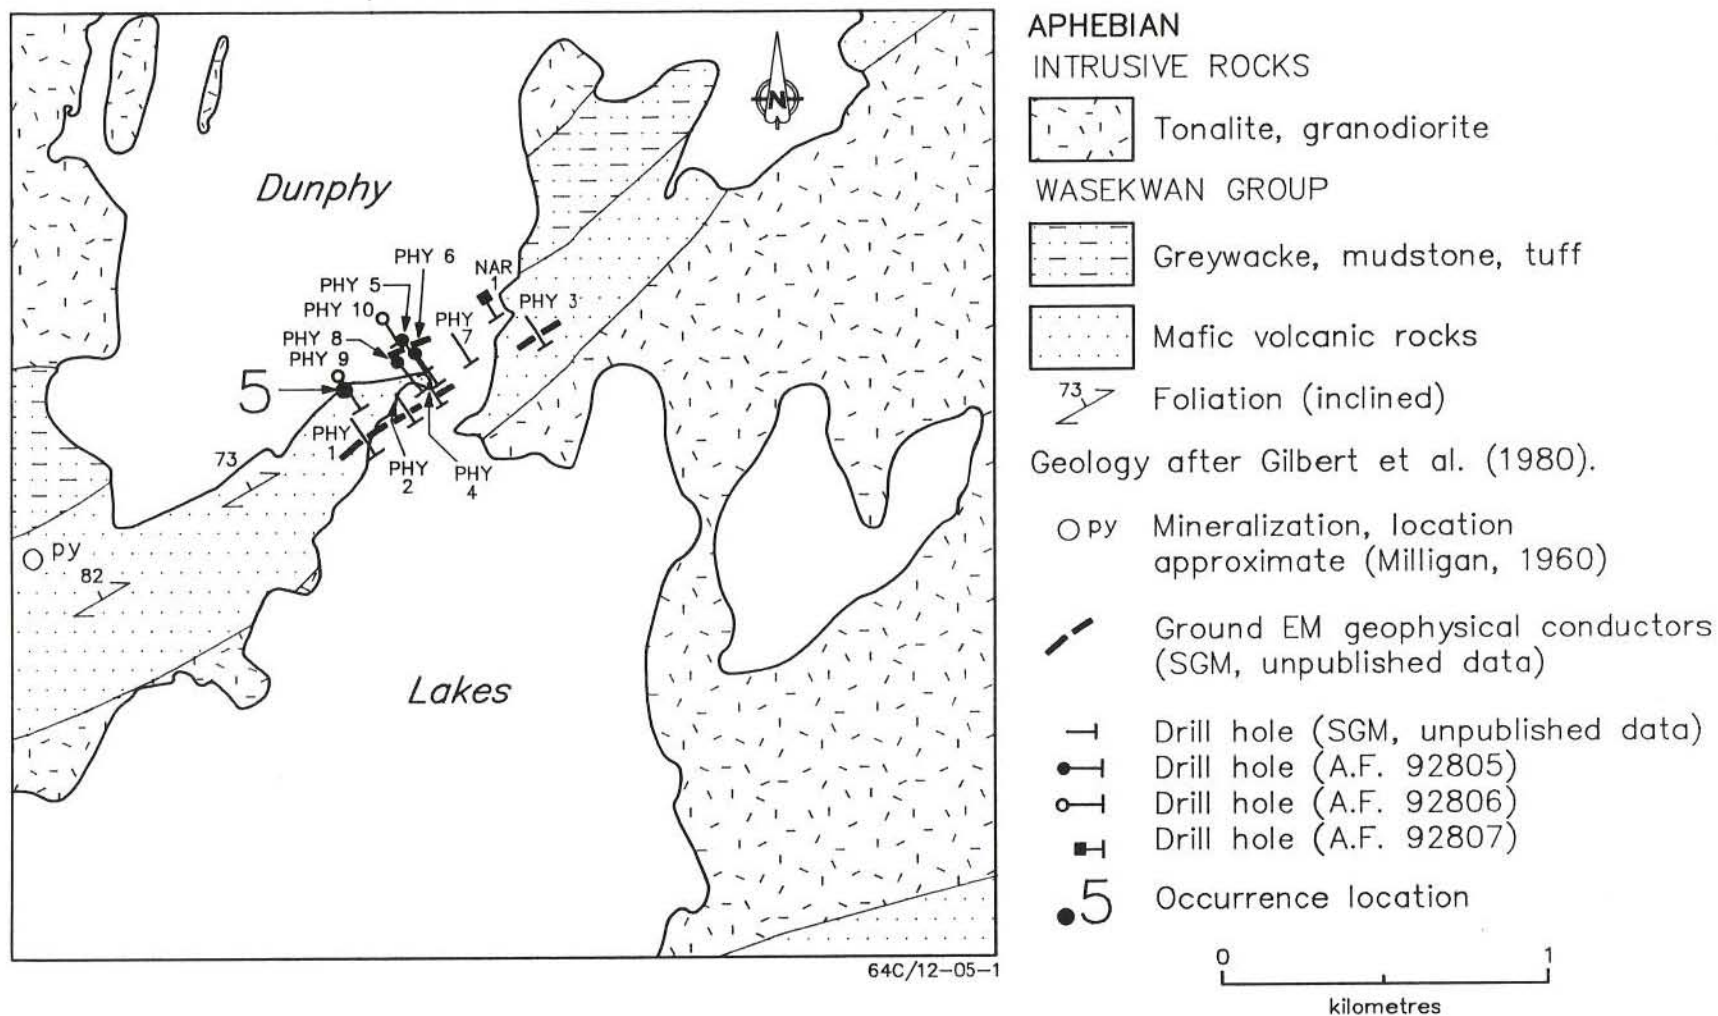 N
Dunphy
PHY 6
NAR
1
PHY 5
PHY 10
PHY 3
PHY
7
PHY 8
PHY 9
5
PHY
1
73
PHY
2
PHY
4
py
82
Lakes
64C/12-05-1
APHEBIAN
INTRUSIVE ROCKS
Tonalite, granodiorite
WASEKWAN GROUP
Greywacke, mudstone, tuff
Mafic volcanic rocks
73
Foliation (inclined)
Geology after Gilbert et al. (1980).
py Mineralization, location
approximate (Milligan, 1960)
Ground EM geophysical conductors
(SGM, unpublished data)
Drill hole (SGM, unpublished data)
Drill hole (A.F. 92805)
Drill hole (A.F. 92806)
Drill hole (A.F. 92807)
5 Occurrence location
0 1
kilometres